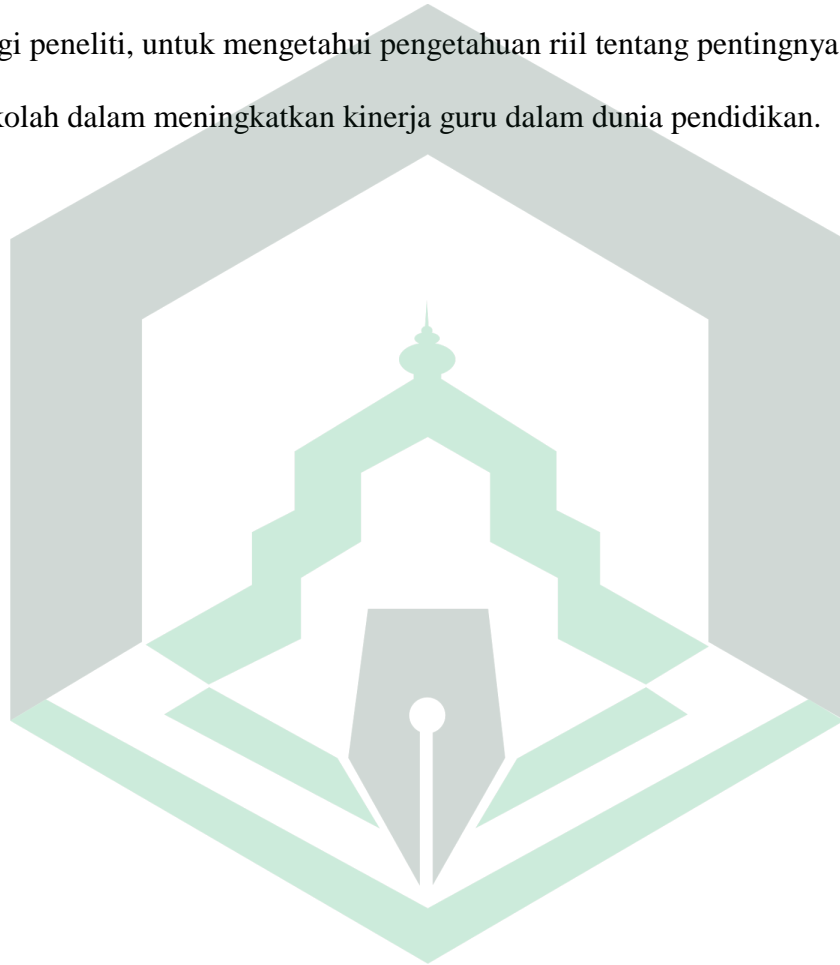 gi peneliti, untuk mengetahui pengetahuan riil tentang pentingnya
kolah dalam meningkatkan kinerja guru dalam dunia pendidikan.